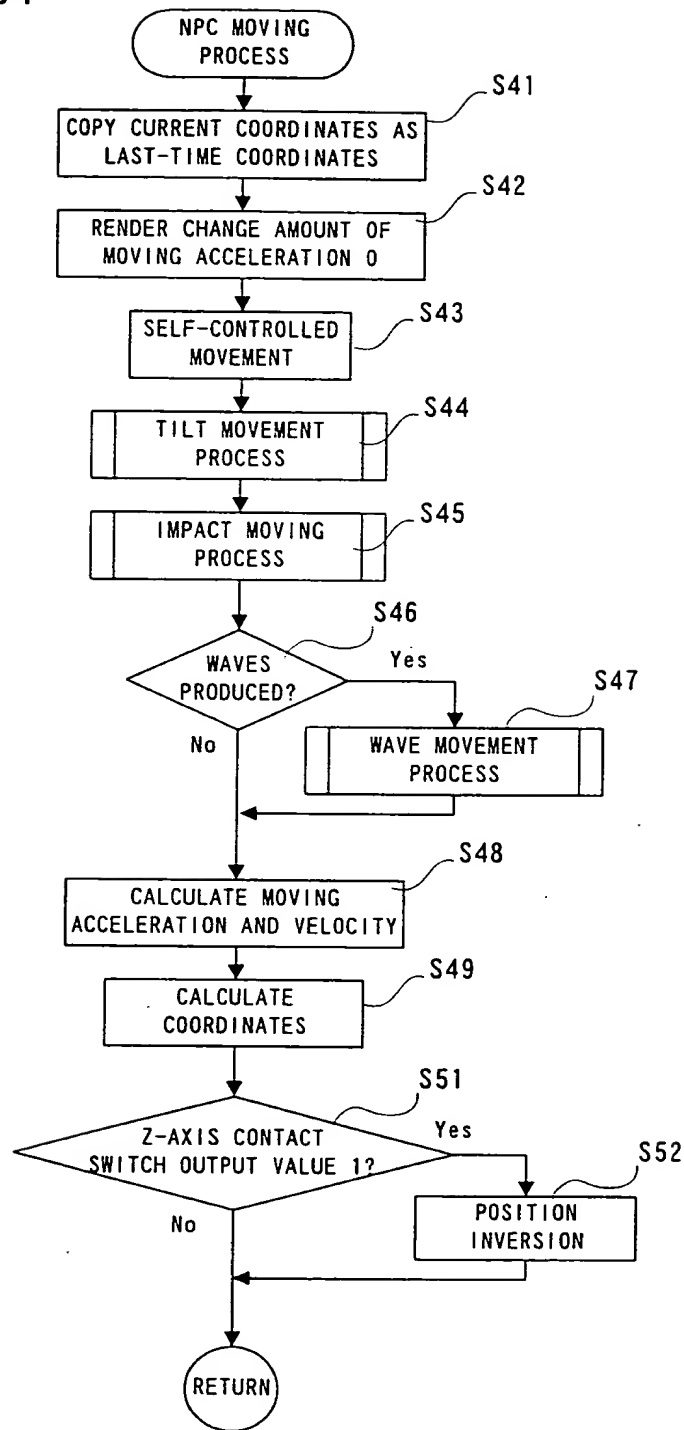 NPC MOVING
PROCESS
S41
COPY CURRENT COORDINATES AS
LAST-TIME COORDINATES
S42
RENDER CHANGE AMOUNT OF
MOVING ACCELERATION 0
S43
SELF-CONTROLLED
MOVEMENT
S44
TILT MOVEMENT
PROCESS
S45
IMPACT MOVING
PROCESS
S46
WAVES
PRODUCED?
Yes
No
S47
WAVE MOVEMENT
PROCESS
S48
CALCULATE MOVING
ACCELERATION AND VELOCITY
S49
CALCULATE
COORDINATES
S51
Z-AXIS CONTACT
SWITCH OUTPUT VALUE 1?
Yes
No
S52
POSITION
INVERSION
RETURN